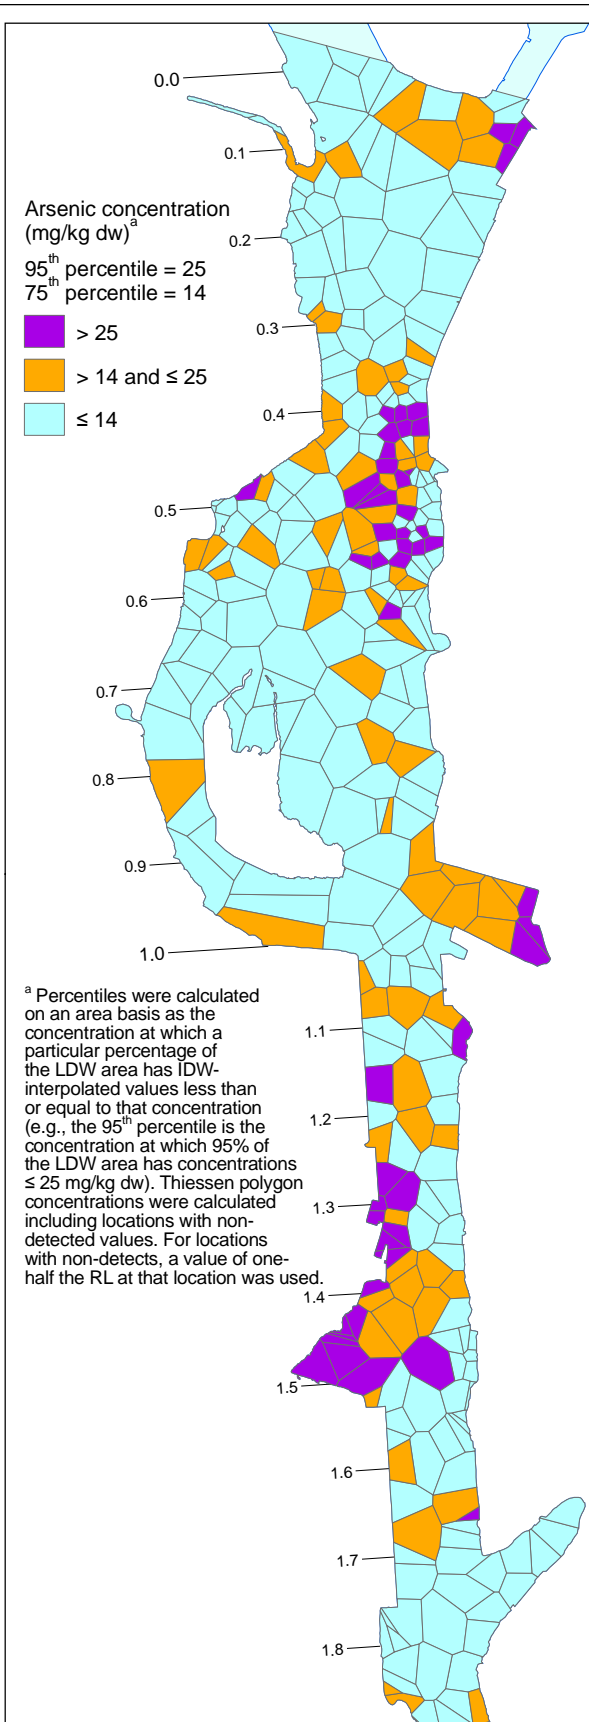 0.0
0.1
Arsenic concentration
(mg/kg dw)a
0.2
95th percentile = 25
75th percentile = 14
0.3
> 25
> 14 and ≤ 25
0.4
≤ 14
0.5
0.6
0.7
0.8
0.9
1.0
a Percentiles were calculated
on an area basis as the
concentration at which a
particular percentage of
the LDW area has IDW-
interpolated values less than
or equal to that concentration
(e.g., the 95th percentile is the
concentration at which 95% of
the LDW area has concentrations
≤ 25 mg/kg dw). Thiessen polygon
concentrations were calculated
including locations with non-
detected values. For locations
with non-detects, a value of one-
half the RL at that location was used.
1.1
1.2
1.3
1.4
1.5
1.6
1.7
1.8